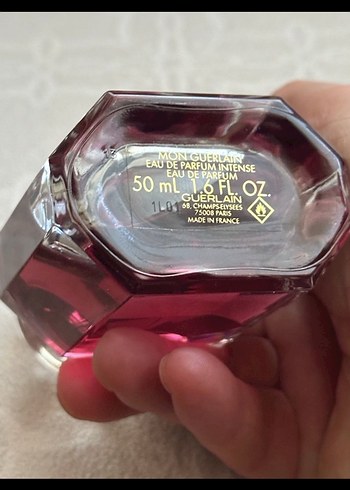 MON GUERLAIN
EAU DE PARFUM INTENSE
EAU DE PARFUM
50 mL 1.6 FL. OZ.
GUERLAIN
68, CHAMPS-ELYSEES
75008 PARIS
MADE IN FRANCE